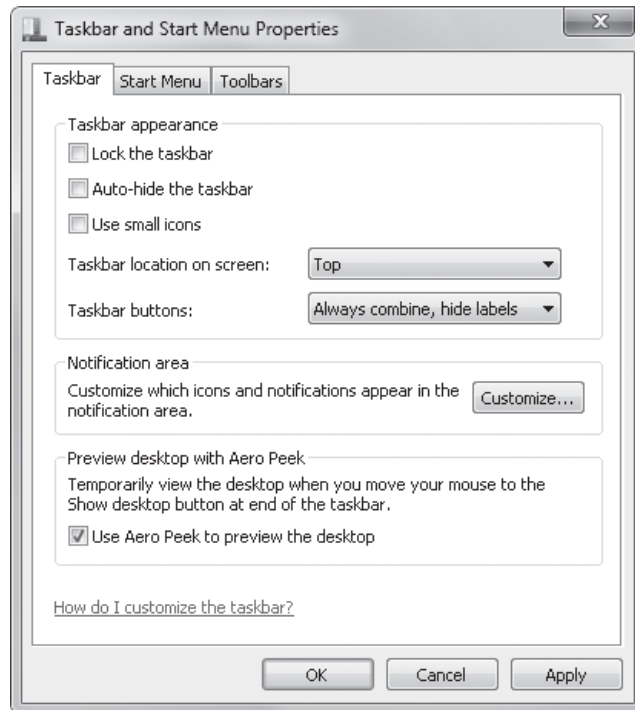 Taskbar and Start Menu Properties
Taskbar Start Menu Toolbars
Taskbar appearance
Lock the taskbar
Auto-hide the taskbar
Use small icons
Taskbar location on screen: Top
Taskbar buttons: Always combine, hide labels
Notification area
Customize which icons and notifications appear in the
notification area.
Customize...
Preview desktop with Aero Peek
Temporarily view the desktop when you move your mouse to the
Show desktop button at end of the taskbar.
Use Aero Peek to preview the desktop
How do I customize the taskbar?
OK Cancel Apply